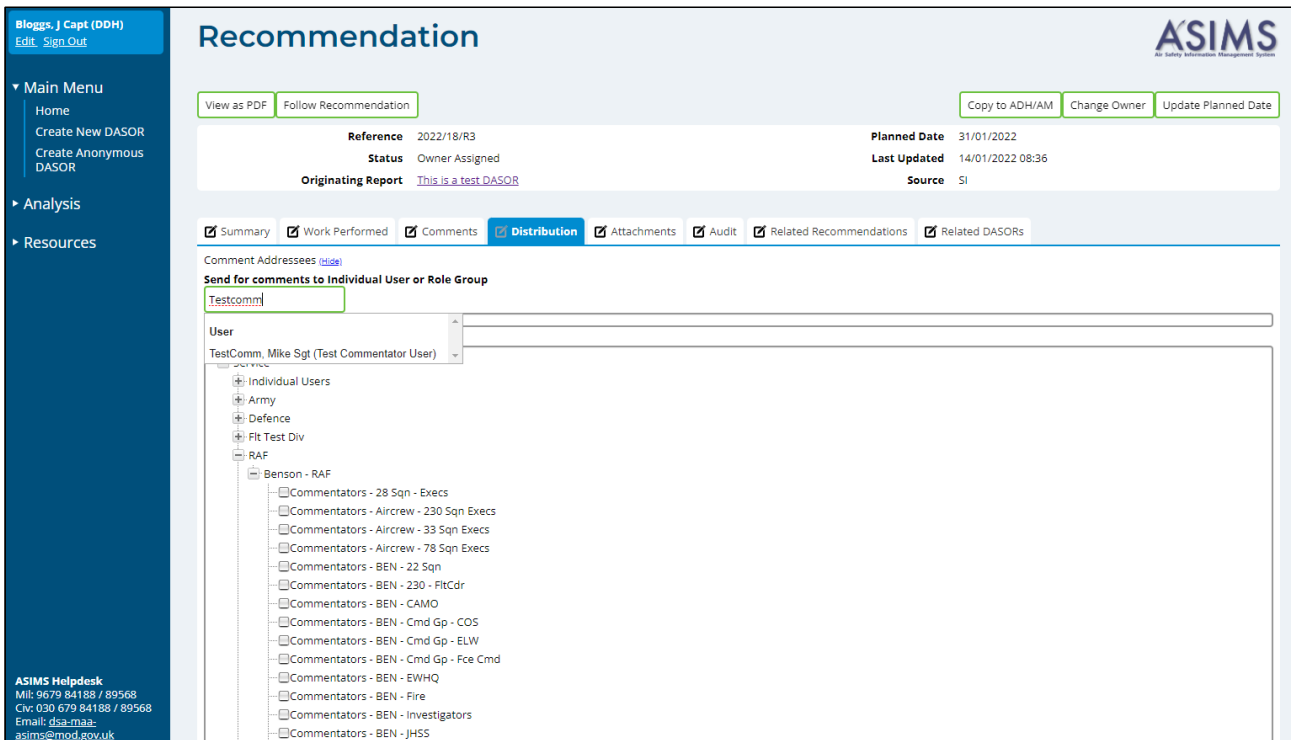 Bloggs, J Capt (DDH)
Edit Sign Out
Main Menu
Home
Create New DASOR
Create Anonymous
DASOR
Analysis
Resources
ASIMS Helpdesk
Mil: 9679 84188 / 89568
Civ: 030 679 84188 / 89568
Email: dsa-maa-
asims@mod.gov.uk
Recommendation
ASIMS
Air Safety Information Management System
View as PDF Follow Recommendation Copy to ADH/AM Change Owner Update Planned Date
Reference 2022/18/R3 Planned Date 31/01/2022
Status Owner Assigned Last Updated 14/01/2022 08:36
Originating Report This is a test DASOR Source SI
Summary Work Performed Comments Distribution Attachments Audit Related Recommendations Related DASORs
Comment Addressees (Hide)
Send for comments to Individual User or Role Group
Testcomm
User
TestComm, Mike Sgt (Test Commentator User)
Service
Individual Users
Army
Defence
Flt Test Div
RAF
Benson - RAF
Commentators - 28 Sqn - Execs
Commentators - Aircrew - 230 Sqn Execs
Commentators - Aircrew - 33 Sqn Execs
Commentators - Aircrew - 78 Sqn Execs
Commentators - BEN - 22 Sqn
Commentators - BEN - 230 - FltCdr
Commentators - BEN - CAMO
Commentators - BEN - Cmd Gp - COS
Commentators - BEN - Cmd Gp - ELW
Commentators - BEN - Cmd Gp - Fce Cmd
Commentators - BEN - EWHQ
Commentators - BEN - Fire
Commentators - BEN - Investigators
Commentators - BEN - JHSS